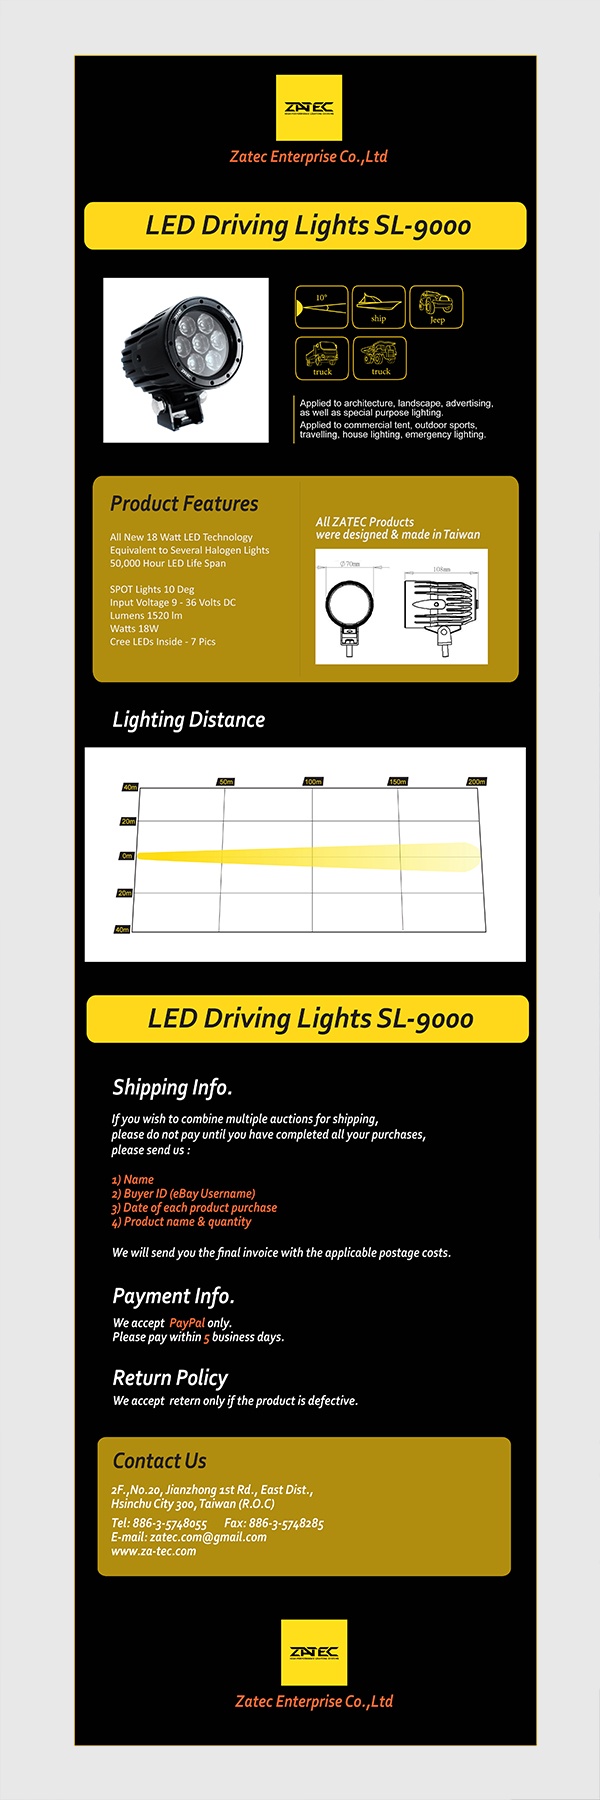 ZATEC
Zatec Enterprise Co.,Ltd
LED Driving Lights SL-9000
10°
ship
Jeep
truck
truck
Applied to architecture, landscape, advertising,
as well as special purpose lighting.
Applied to commercial tent, outdoor sports,
travelling, house lighting, emergency lighting.
Product Features
All New 18 Watt LED Technology
Equivalent to Several Halogen Lights
50,000 Hour LED Life Span
SPOT Lights 10 Deg
Input Voltage 9 - 36 Volts DC
Lumens 1520 lm
Watts 18W
Cree LEDs Inside - 7 Pics
All ZATEC Products
were designed & made in Taiwan
Ø70mm
108mm
Lighting Distance
50m
100m
150m
200m
40m
20m
0m
20m
40m
LED Driving Lights SL-9000
Shipping Info.
If you wish to combine multiple auctions for shipping,
please do not pay until you have completed all your purchases,
please send us :
1) Name
2) Buyer ID (eBay Username)
3) Date of each product purchase
4) Product name & quantity
We will send you the final invoice with the applicable postage costs.
Payment Info.
We accept PayPal only.
Please pay within 5 business days.
Return Policy
We accept retern only if the product is defective.
Contact Us
2F.,No.20, Jianzhong 1st Rd., East Dist.,
Hsinchu City 300, Taiwan (R.O.C)
Tel: 886-3-5748055 Fax: 886-3-5748285
E-mail: zatec.com@gmail.com
www.za-tec.com
ZATEC
Zatec Enterprise Co.,Ltd